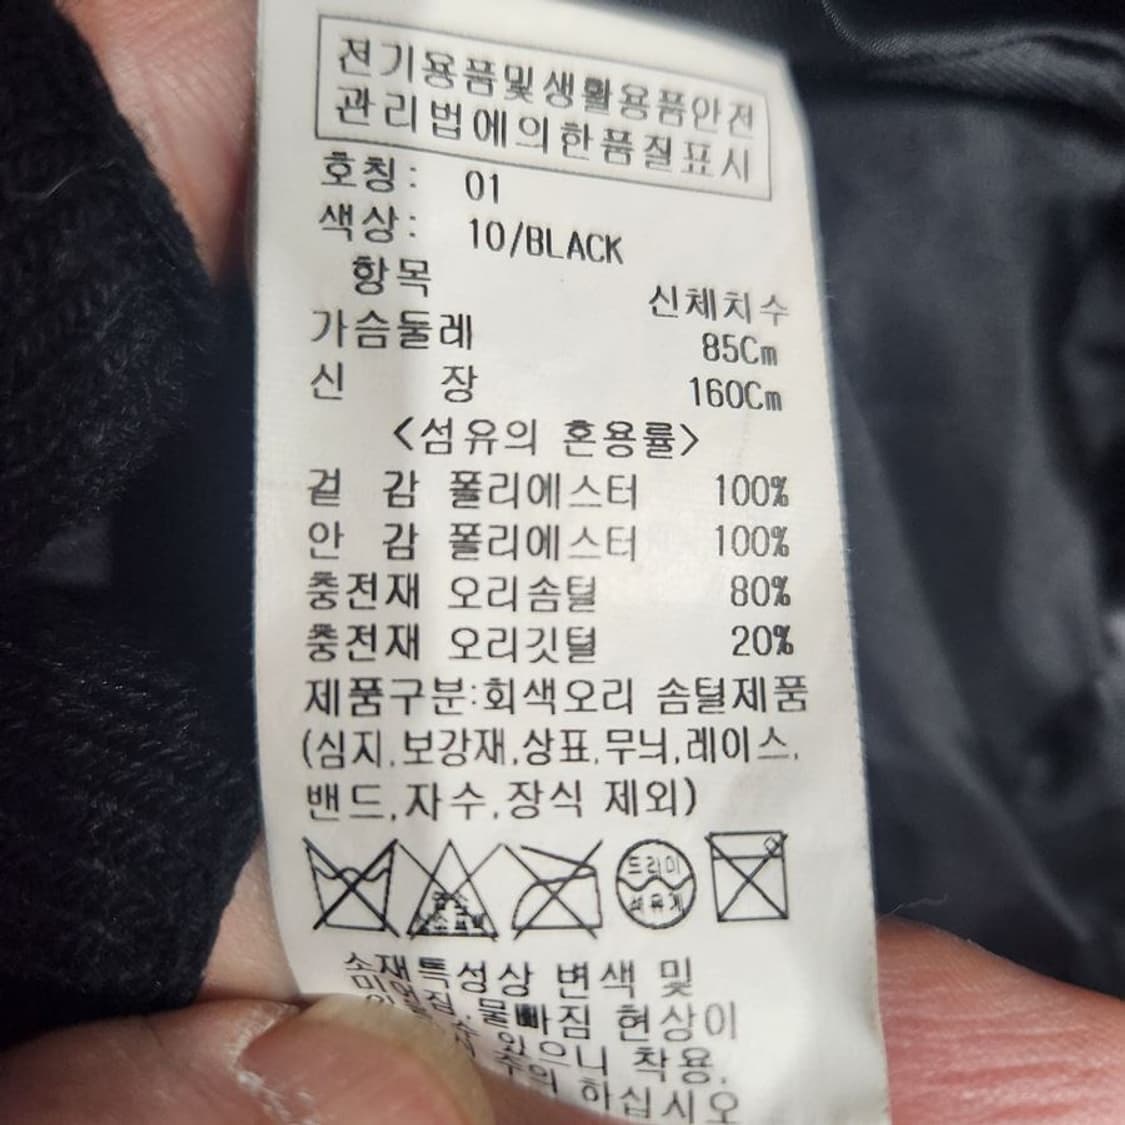 전기용품및생활용품안전
관리법에의한품질표시
호칭: 01
색상: 10/BLACK
항목
신체치수
가슴둘레 85Cm
신 장 160Cm
<섬유의 혼용률>
겉 감 폴리에스터 100%
안 감 폴리에스터 100%
충전재 오리솜털 80%
충전재 오리깃털 20%
제품구분:회색오리 솜털제품
(심지,보강재,상표,무늬,레이스,
밴드,자수,장식 제외)
드라이
석유계
소재특성상 변색 및
물빠짐 현상이
있으니 착용,
주의 하십시오